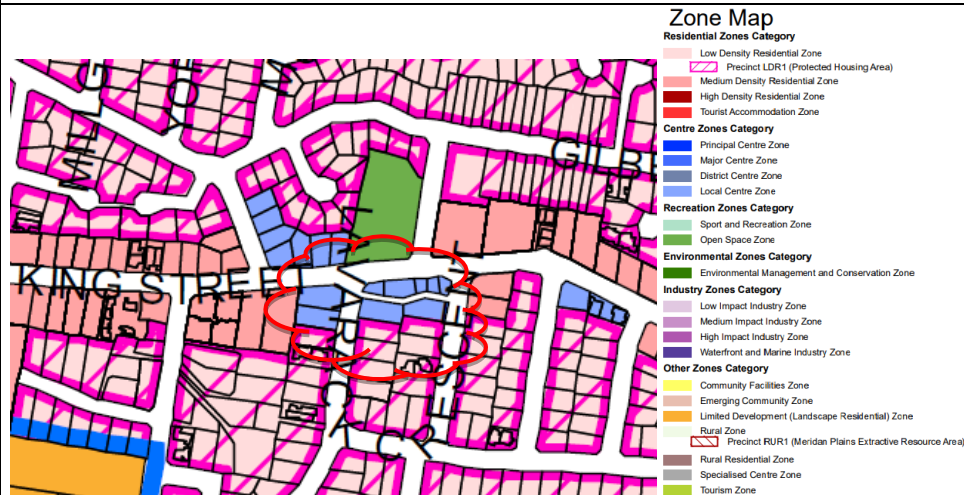 Zone Map
Residential Zones Category
Low Density Residential Zone
Precinct LDR1 (Protected Housing Area)
Medium Density Residential Zone
High Density Residential Zone
Tourist Accommodation Zone
Centre Zones Category
Principal Centre Zone
Major Centre Zone
District Centre Zone
Local Centre Zone
Recreation Zones Category
Sport and Recreation Zone
Open Space Zone
Environmental Zones Category
Environmental Management and Conservation Zone
Industry Zones Category
Low Impact Industry Zone
Medium Impact Industry Zone
High Impact Industry Zone
Waterfront and Marine Industry Zone
Other Zones Category
Community Facilities Zone
Emerging Community Zone
Limited Development (Landscape Residential) Zone
Rural Zone
Precinct RUR1 (Meridan Plains Extractive Resource Area)
Rural Residential Zone
Specialised Centre Zone
Tourism Zone
MILL G
YOR
GILBE
KING STREET
CRESCENT